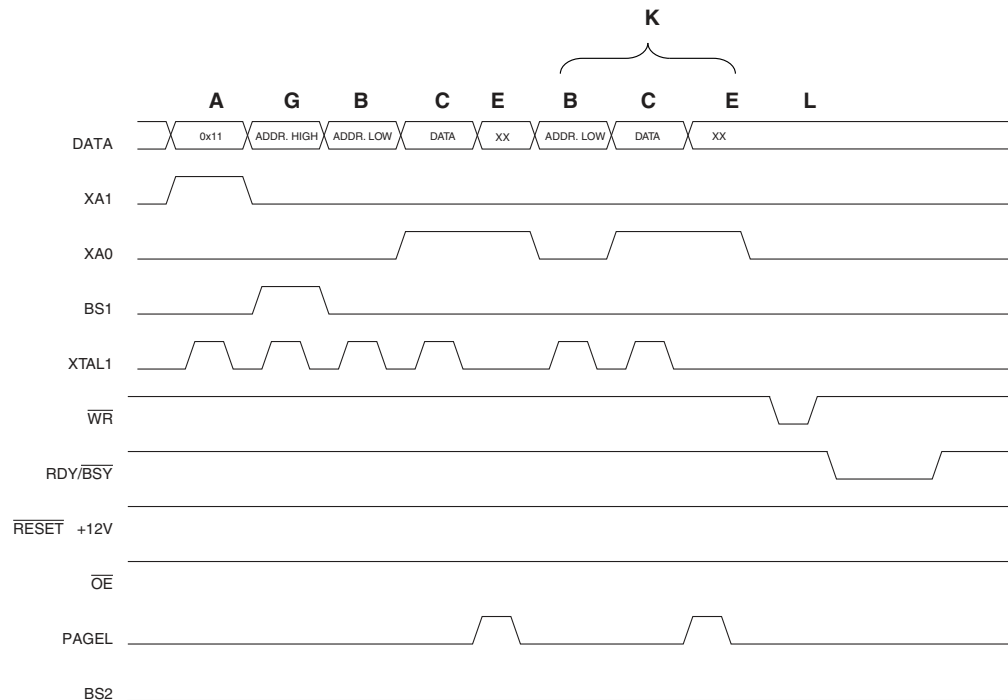 K
A G B C E B C E L
DATA 0x11 ADDR. HIGH ADDR. LOW DATA XX ADDR. LOW DATA XX
XA1
XA0
BS1
XTAL1
WR
RDY/BSY
RESET +12V
OE
PAGEL
BS2